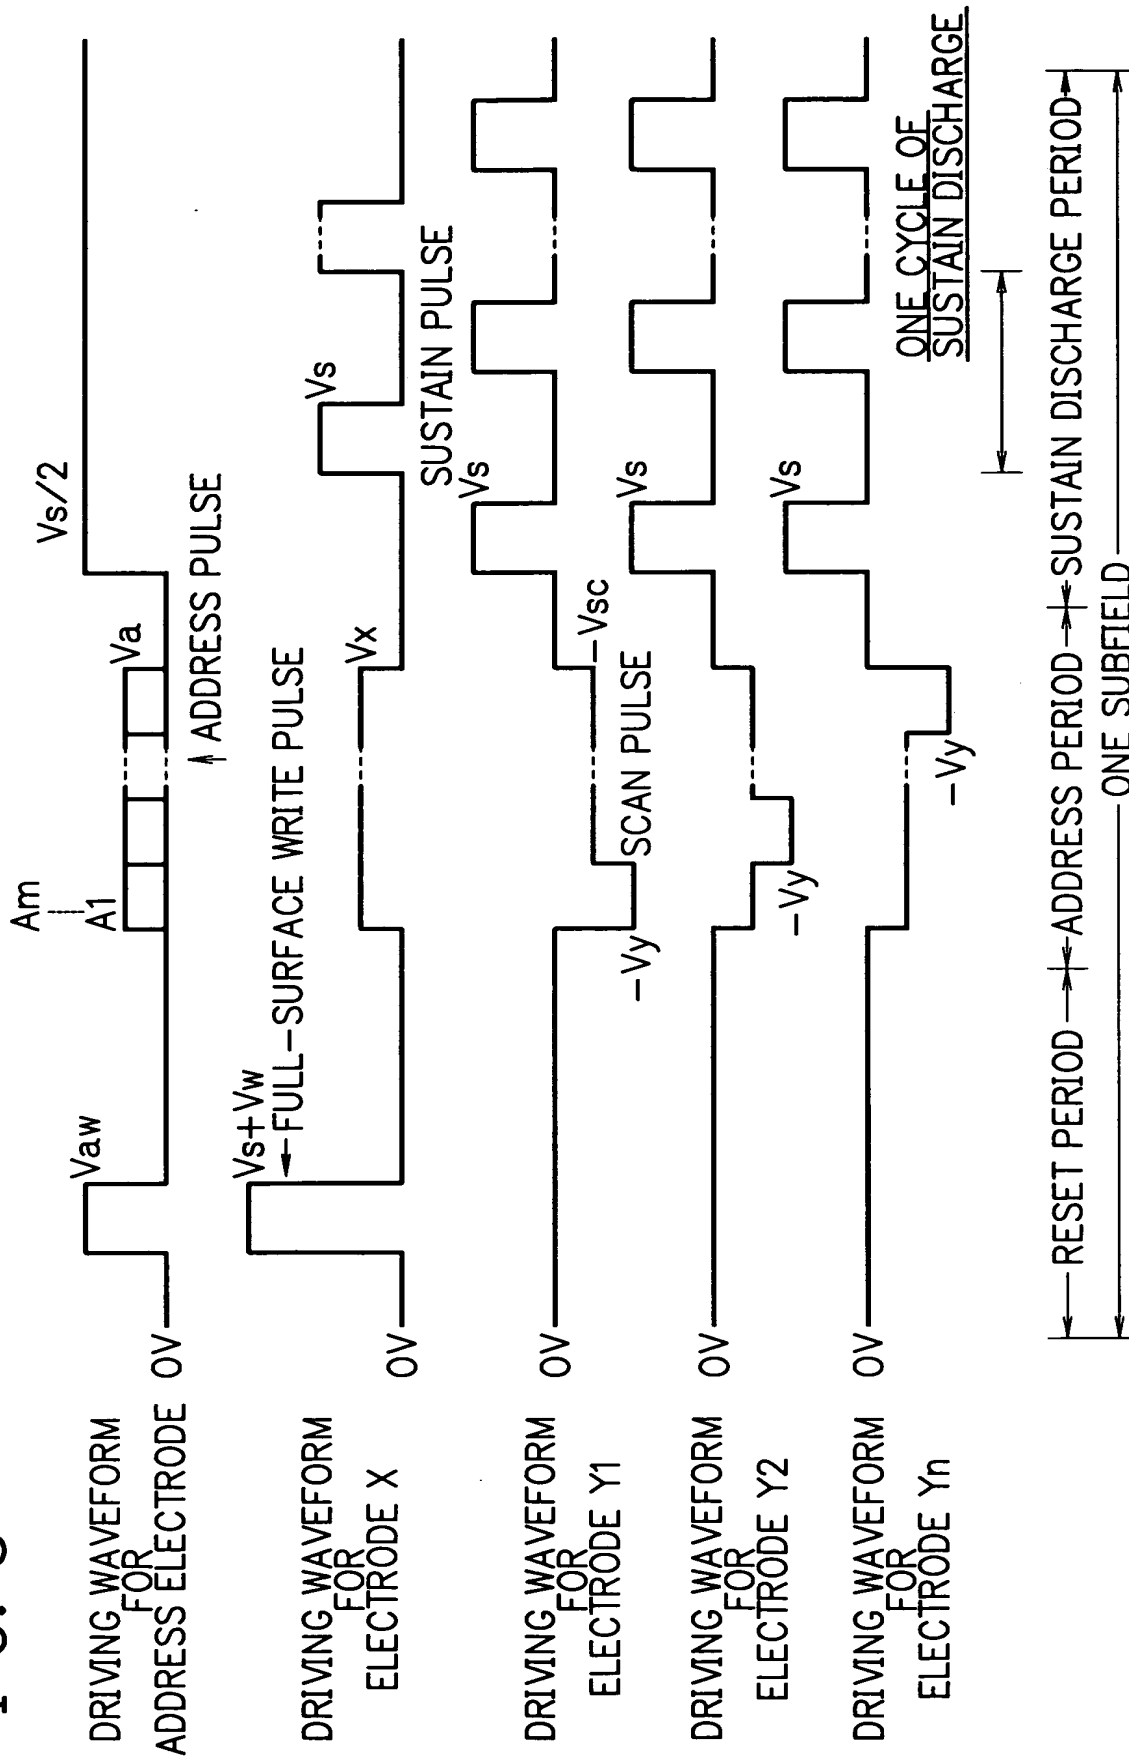 DRIVING WAVEFORM
FOR
ADDRESS ELECTRODE
0V
Vaw
Am
A1
Va
ADDRESS PULSE
Vs/2
DRIVING WAVEFORM
FOR
ELECTRODE X
0V
Vs+Vw
FULL-SURFACE WRITE PULSE
Vx
Vs
SUSTAIN PULSE
DRIVING WAVEFORM
FOR
ELECTRODE Y1
0V
-Vy
SCAN PULSE
-Vsc
Vs
DRIVING WAVEFORM
FOR
ELECTRODE Y2
0V
-Vy
Vs
DRIVING WAVEFORM
FOR
ELECTRODE Yn
0V
-Vy
Vs
ONE CYCLE OF
SUSTAIN DISCHARGE
RESET PERIOD
ADDRESS PERIOD
SUSTAIN DISCHARGE PERIOD
ONE SUBFIELD